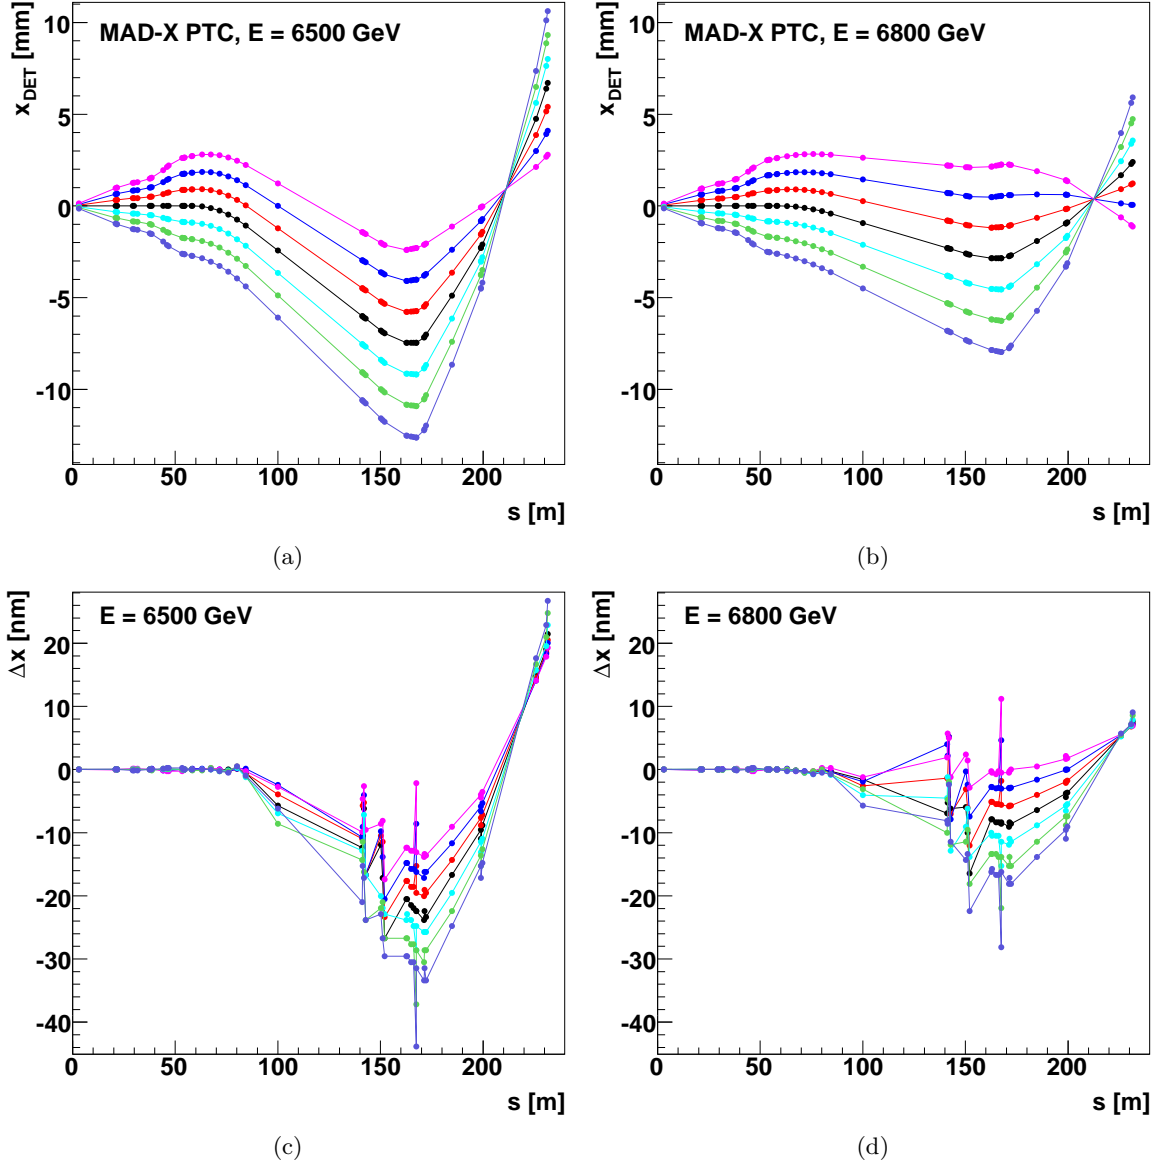 x_DET [mm]
MAD-X PTC, E = 6500 GeV
10
5
0
-5
-10
0 50 100 150 200
s [m]
(a)
x_DET [mm]
MAD-X PTC, E = 6800 GeV
10
5
0
-5
-10
0 50 100 150 200
s [m]
(b)
Δx [nm]
E = 6500 GeV
20
10
0
-10
-20
-30
-40
0 50 100 150 200
s [m]
(c)
Δx [nm]
E = 6800 GeV
20
10
0
-10
-20
-30
-40
0 50 100 150 200
s [m]
(d)